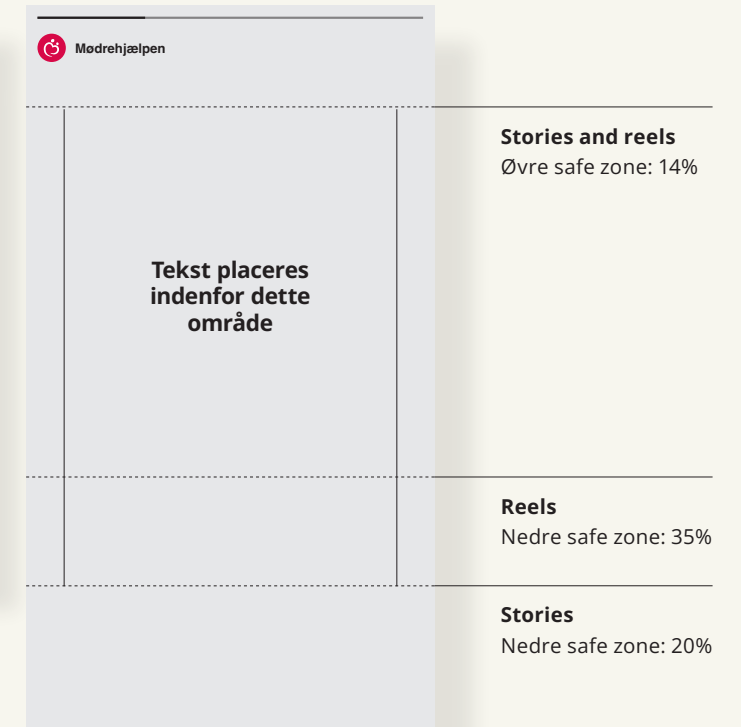 Mødrehjælpen
Stories and reels
Øvre safe zone: 14%
Tekst placeres
indenfor dette
område
Reels
Nedre safe zone: 35%
Stories
Nedre safe zone: 20%